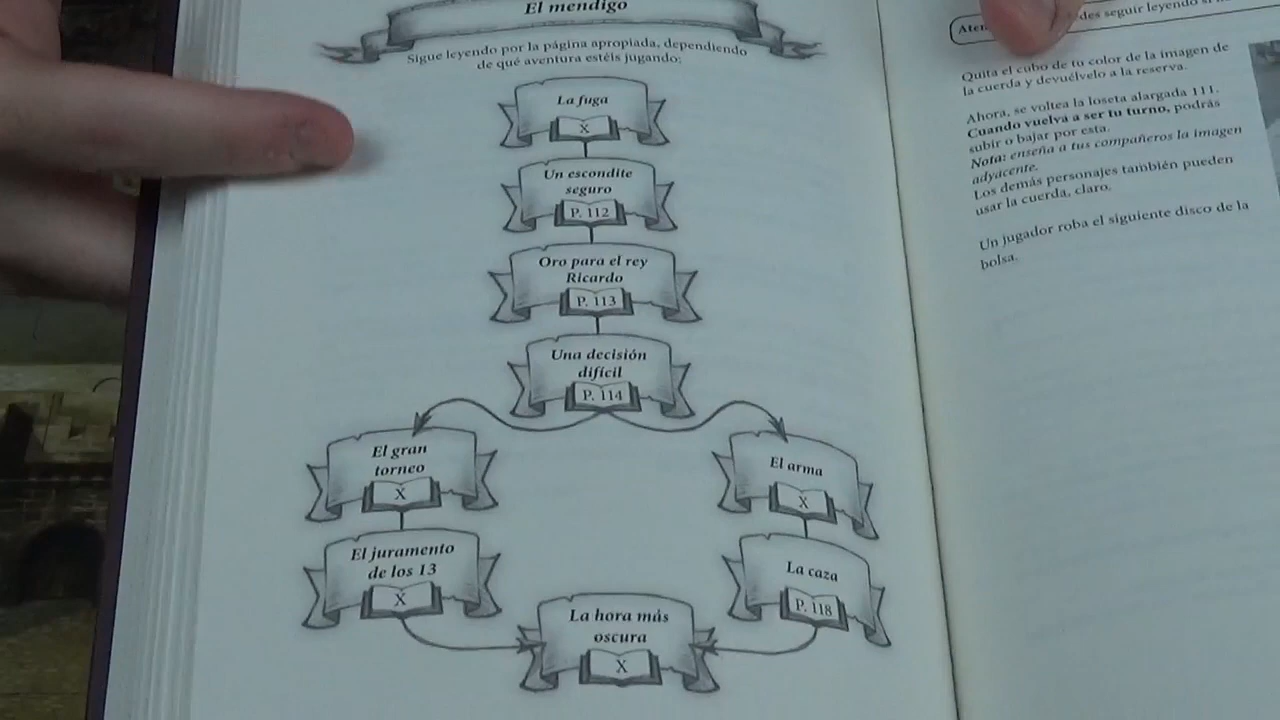 El mendigo
Sigue leyendo por la página apropiada, dependiendo
de qué aventura estéis jugando:
La fuga
X
Un escondite
seguro
P. 112
Oro para el rey
Ricardo
P. 113
Una decisión
difícil
P. 114
El gran
torneo
X
El arma
X
El juramento
de los 13
X
La caza
P. 118
La hora más
oscura
X
seguir leyendo
Quita el cubo de tu color de la imagen de
la cuerda y devuélvelo a la reserva.
Ahora, se voltea la loseta alargada 111.
Cuando vuelva a ser tu turno, podrás
subir o bajar por esta.
Nota: enseña a tus compañeros la imagen
adyacente.
Los demás personajes también pueden
usar la cuerda, claro.
Un jugador roba el siguiente disco de la
bolsa.